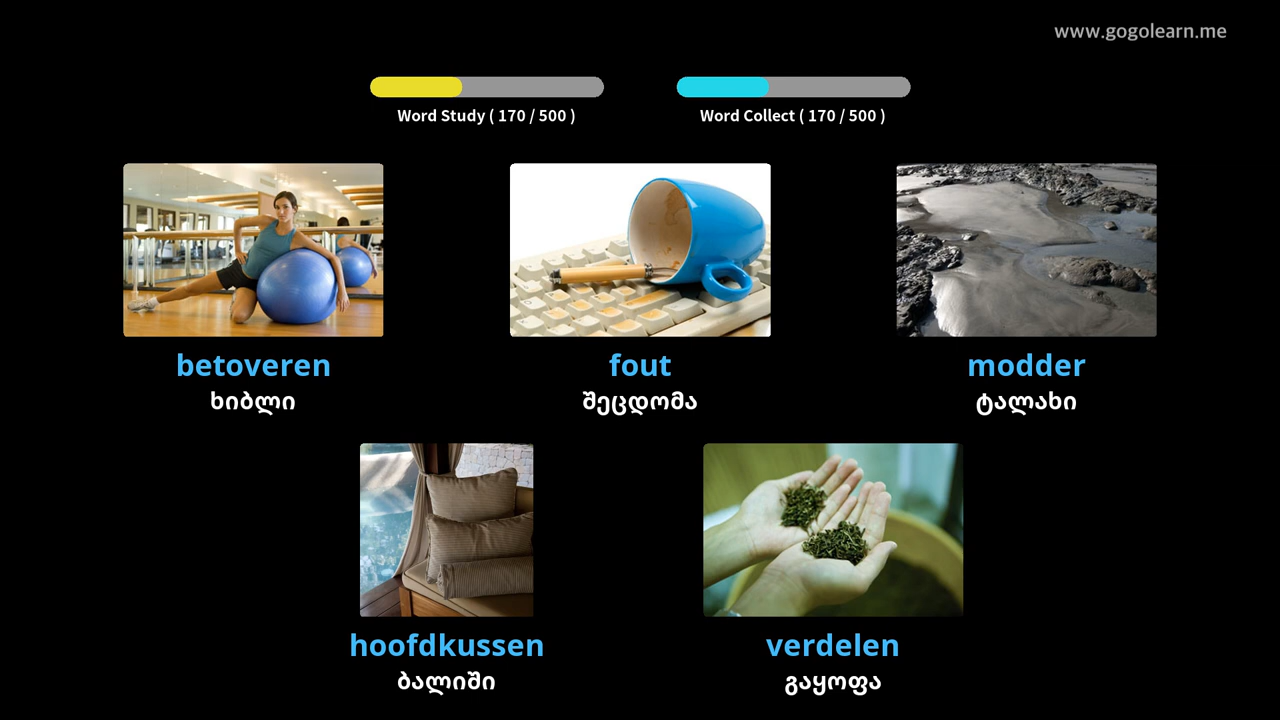 www.gogolearn.me
Word Study ( 170 / 500 )
Word Collect ( 170 / 500 )
betoveren
ხიბლი
fout
შეცდომა
modder
ტალახი
hoofdkussen
ბალიში
verdelen
გაყოფა